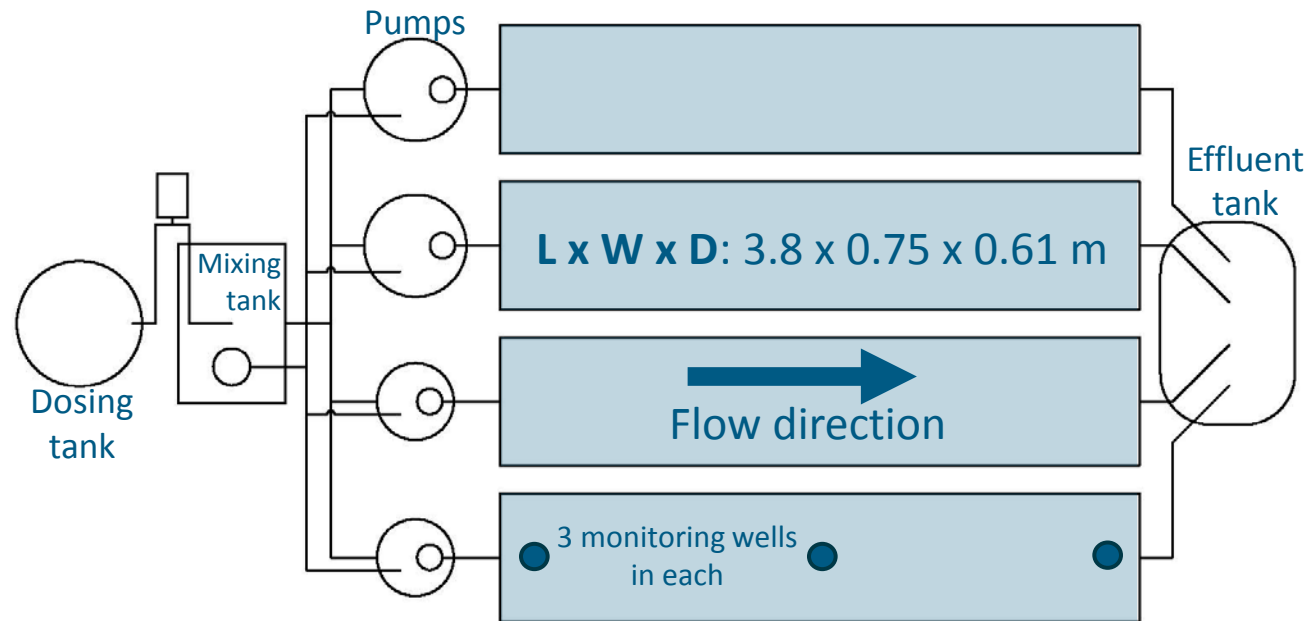 Pumps
Effluent
tank
L x W x D: 3.8 x 0.75 x 0.61 m
Mixing
tank
Dosing
tank
Flow direction
3 monitoring wells
in each